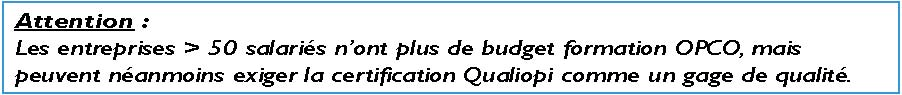 Attention :
Les entreprises > 50 salariés n'ont plus de budget formation OPCO, mais
peuvent néanmoins exiger la certification Qualiopi comme un gage de qualité.